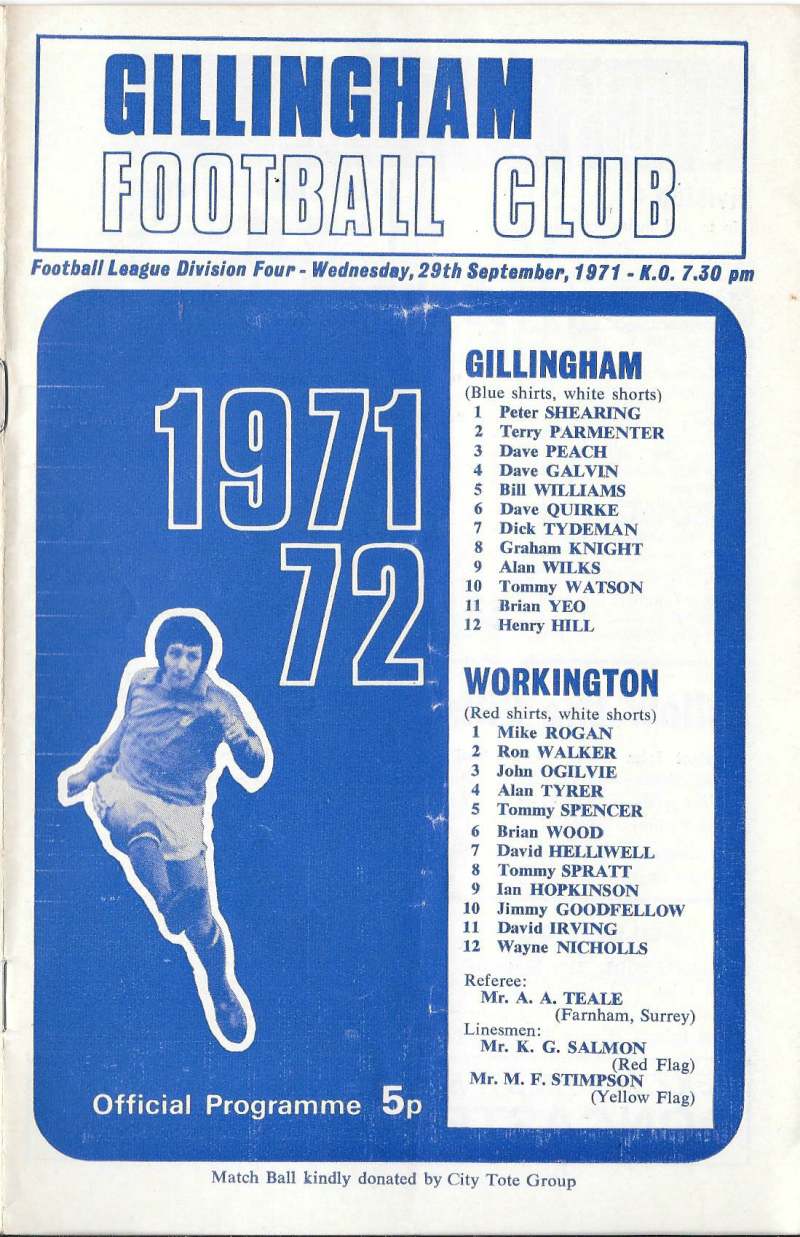 GILLINGHAM
FOOTBALL CLUB
Football League Division Four - Wednesday, 29th September, 1971 - K.O. 7.30 pm
1971
72
GILLINGHAM
(Blue shirts, white shorts)
1 Peter SHEARING
2 Terry PARMENTER
3 Dave PEACH
4 Dave GALVIN
5 Bill WILLIAMS
6 Dave QUIRKE
7 Dick TYDEMAN
8 Graham KNIGHT
9 Alan WILKS
10 Tommy WATSON
11 Brian YEO
12 Henry HILL
WORKINGTON
(Red shirts, white shorts)
1 Mike ROGAN
2 Ron WALKER
3 John OGILVIE
4 Alan TYRER
5 Tommy SPENCER
6 Brian WOOD
7 David HELLIWELL
8 Tommy SPRATT
9 Ian HOPKINSON
10 Jimmy GOODFELLOW
11 David IRVING
12 Wayne NICHOLLS
Referee:
Mr. A. A. TEALE
(Farnham, Surrey)
Linesmen:
Mr. K. G. SALMON
(Red Flag)
Mr. M. F. STIMPSON
(Yellow Flag)
Official Programme 5p
Match Ball kindly donated by City Tote Group